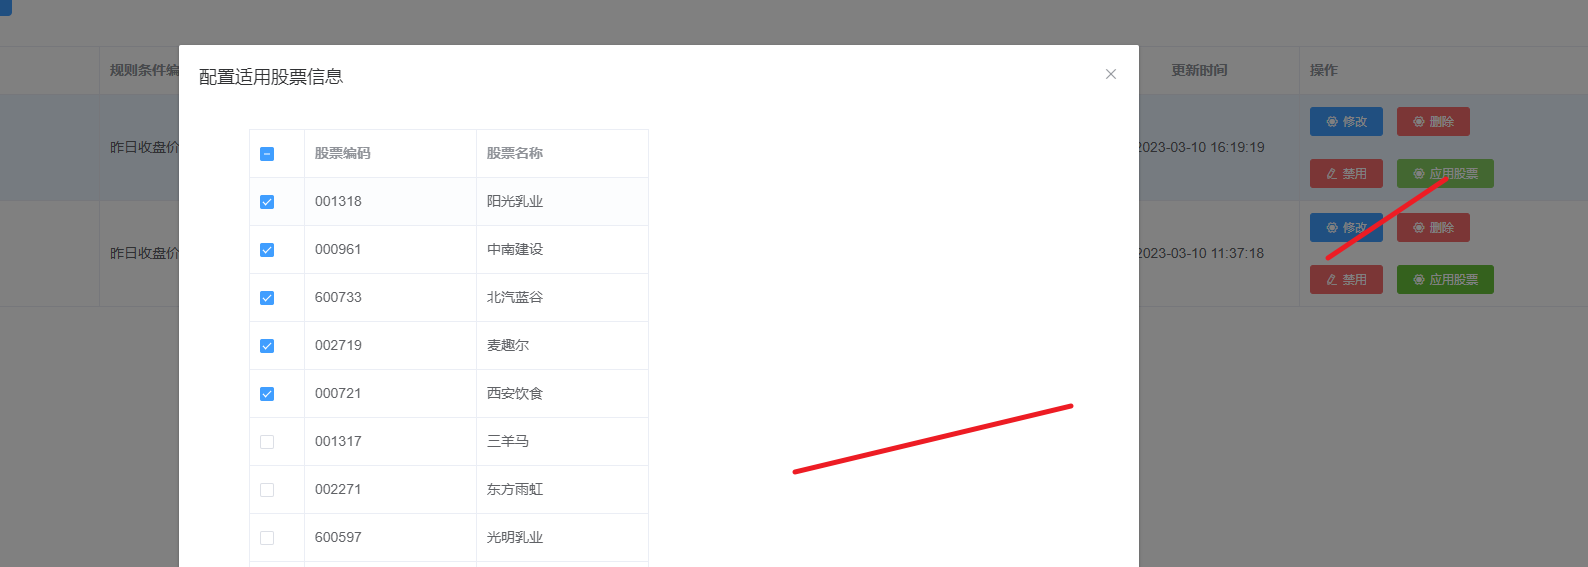 规则条件编
更新时间
操作
配置适用股票信息
股票编码 股票名称
001318 阳光乳业
000961 中南建设
600733 北汽蓝谷
002719 麦趣尔
000721 西安饮食
001317 三羊马
002271 东方雨虹
600597 光明乳业
昨日收盘价
2023-03-10 16:19:19
修改 删除
禁用 应用股票
昨日收盘价
2023-03-10 11:37:18
修改 删除
禁用 应用股票